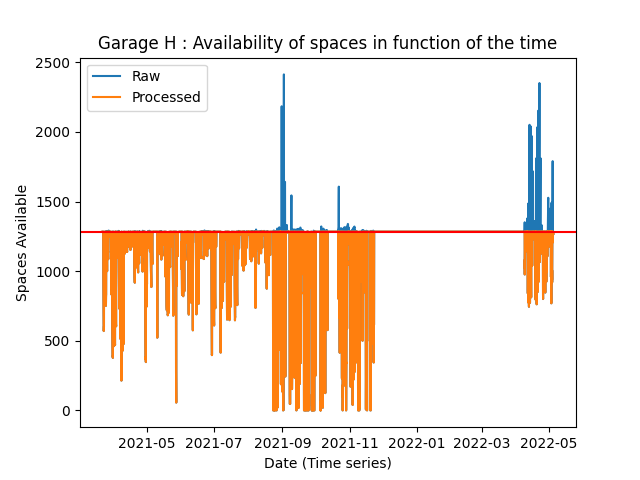 Garage H : Availability of spaces in function of the time
Raw
Processed
Spaces Available
2500
2000
1500
1000
500
0
2021-05 2021-07 2021-09 2021-11 2022-01 2022-03 2022-05
Date (Time series)